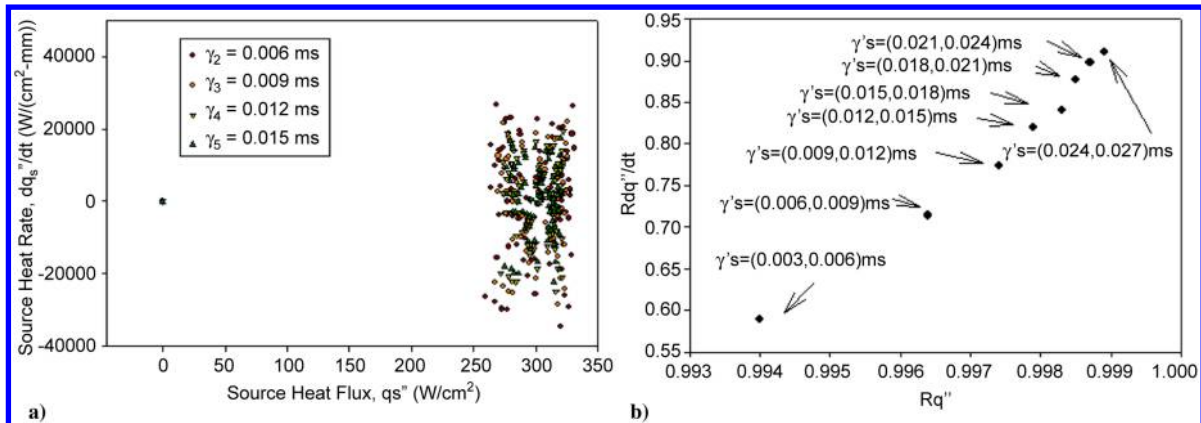 Source Heat Rate, dqs”/dt (W/(cm2-mm))
40000
20000
0
-20000
-40000
γ2 = 0.006 ms
γ3 = 0.009 ms
γ4 = 0.012 ms
γ5 = 0.015 ms
0 50 100 150 200 250 300 350
Source Heat Flux, qs” (W/cm2)
a)
Rdq"/dt
0.95
0.90
0.85
0.80
0.75
0.70
0.65
0.60
0.55
γ's=(0.021,0.024)ms
γ's=(0.018,0.021)ms
γ's=(0.015,0.018)ms
γ's=(0.012,0.015)ms
γ's=(0.009,0.012)ms
γ's=(0.024,0.027)ms
γ's=(0.006,0.009)ms
γ's=(0.003,0.006)ms
0.993 0.994 0.995 0.996 0.997 0.998 0.999 1.000
Rq"
b)